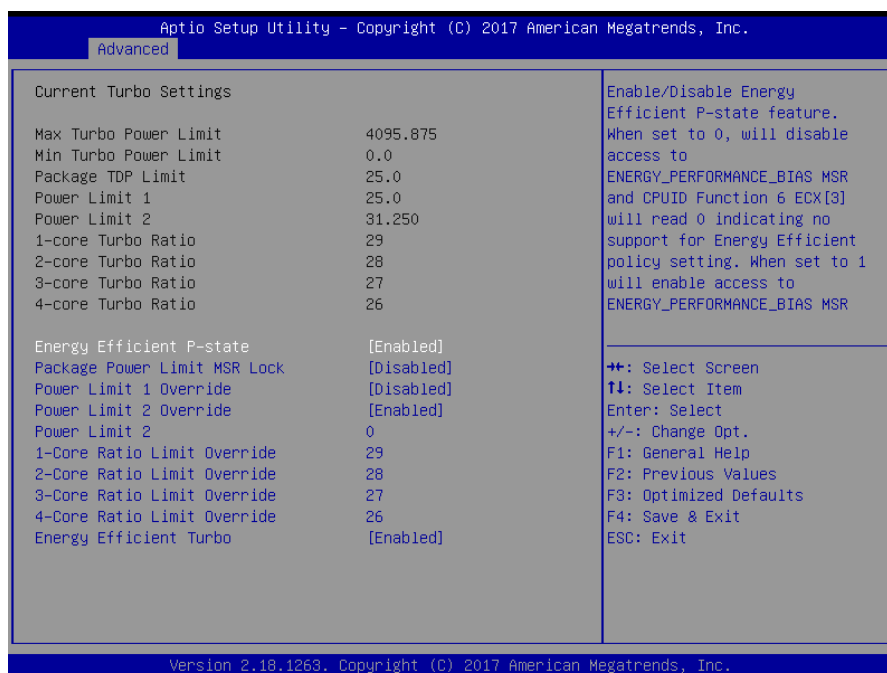 Aptio Setup Utility – Copyright (C) 2017 American Megatrends, Inc.
Advanced
Current Turbo Settings
Max Turbo Power Limit 4095.875
Min Turbo Power Limit 0.0
Package TDP Limit 25.0
Power Limit 1 25.0
Power Limit 2 31.250
1-core Turbo Ratio 29
2-core Turbo Ratio 28
3-core Turbo Ratio 27
4-core Turbo Ratio 26
Energy Efficient P-state [Enabled]
Package Power Limit MSR Lock [Disabled]
Power Limit 1 Override [Disabled]
Power Limit 2 Override [Enabled]
Power Limit 2 0
1-Core Ratio Limit Override 29
2-Core Ratio Limit Override 28
3-Core Ratio Limit Override 27
4-Core Ratio Limit Override 26
Energy Efficient Turbo [Enabled]
Enable/Disable Energy
Efficient P-state feature.
When set to 0, will disable
access to
ENERGY_PERFORMANCE_BIAS MSR
and CPUID Function 6 ECX[3]
will read 0 indicating no
support for Energy Efficient
policy setting. When set to 1
will enable access to
ENERGY_PERFORMANCE_BIAS MSR
→←: Select Screen
↑↓: Select Item
Enter: Select
+/-: Change Opt.
F1: General Help
F2: Previous Values
F3: Optimized Defaults
F4: Save & Exit
ESC: Exit
Version 2.18.1263. Copyright (C) 2017 American Megatrends, Inc.